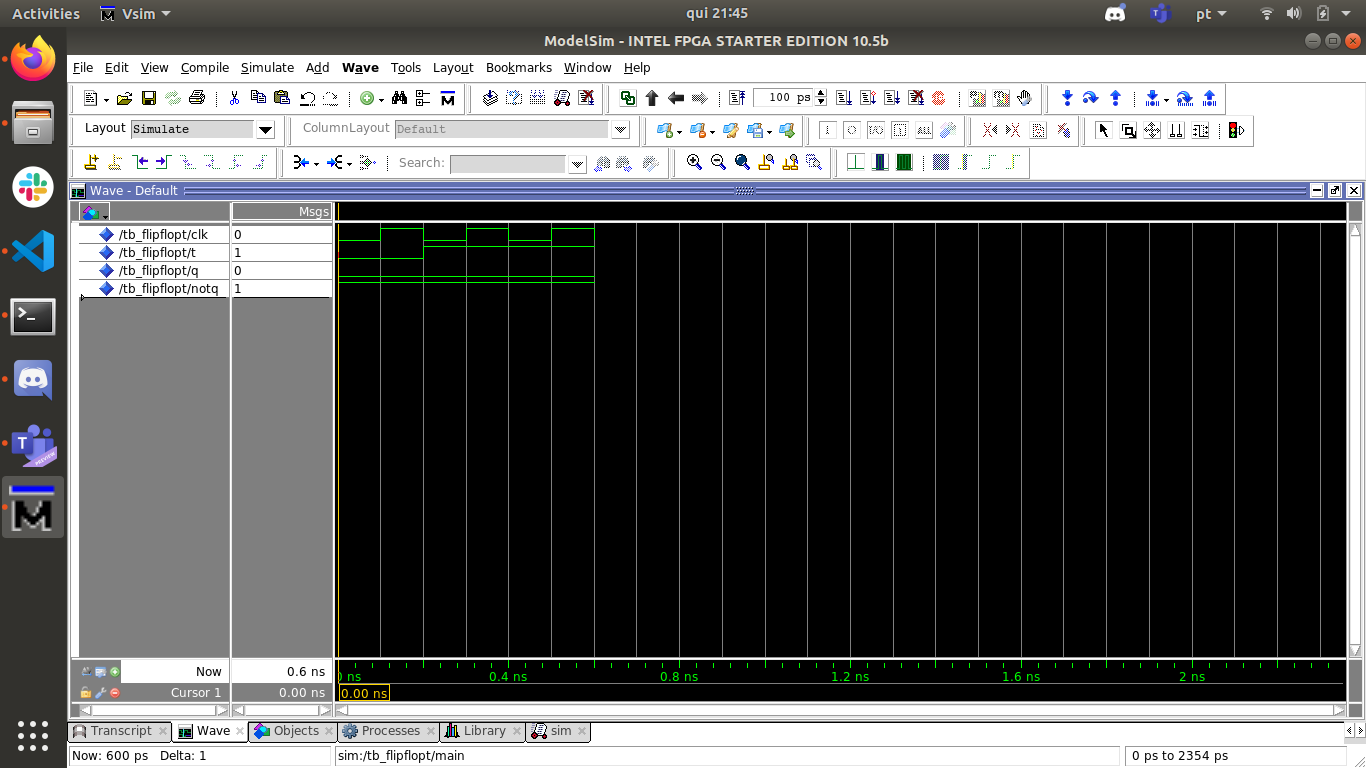 Activities Vsim qui 21:45 pt
ModelSim - INTEL FPGA STARTER EDITION 10.5b
File Edit View Compile Simulate Add Wave Tools Layout Bookmarks Window Help
100 ps
Layout Simulate ColumnLayout Default
Search:
Wave - Default
Msgs
/tb_flipflopt/clk 0
/tb_flipflopt/t 1
/tb_flipflopt/q 0
/tb_flipflopt/notq 1
Now 0.6 ns 0 ns 0.4 ns 0.8 ns 1.2 ns 1.6 ns 2 ns
Cursor 1 0.00 ns 0.00 ns
Transcript Wave Objects Processes Library sim
Now: 600 ps Delta: 1 sim:/tb_flipflopt/main 0 ps to 2354 ps
T
PREVIEW
M